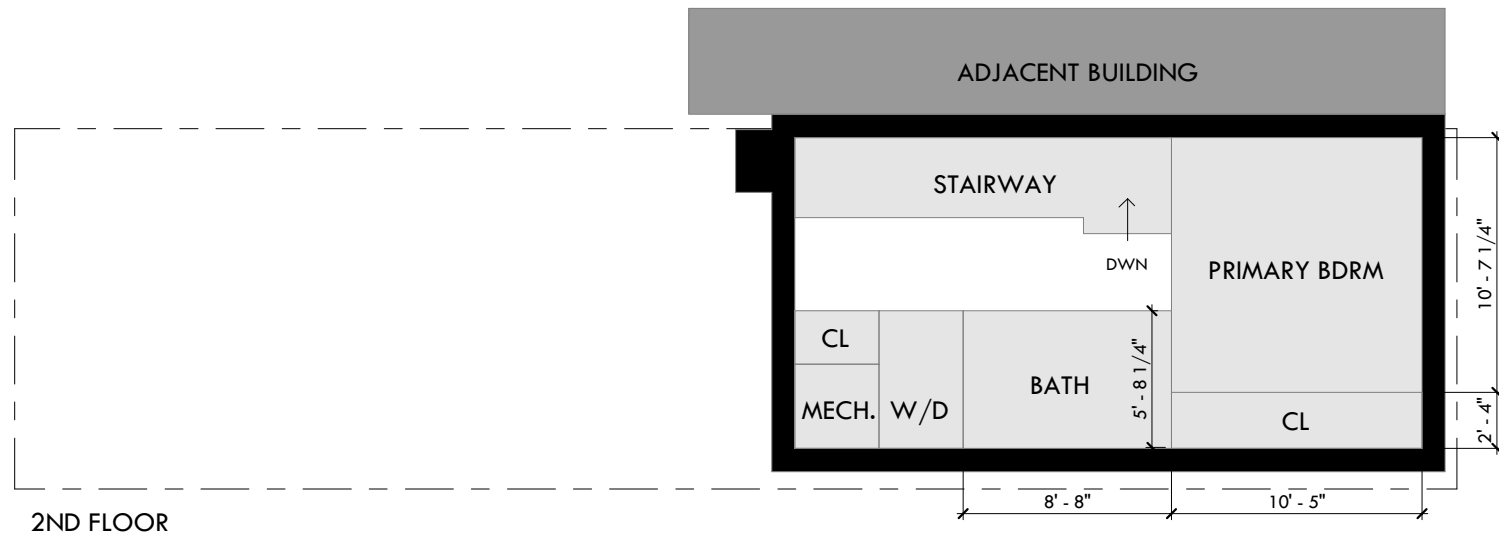 ADJACENT BUILDING
STAIRWAY
DWN
PRIMARY BDRM
10' - 7 1/4"
CL
MECH.
W/D
BATH
5' - 8 1/4"
CL
2' - 4"
8' - 8"
10' - 5"
2ND FLOOR